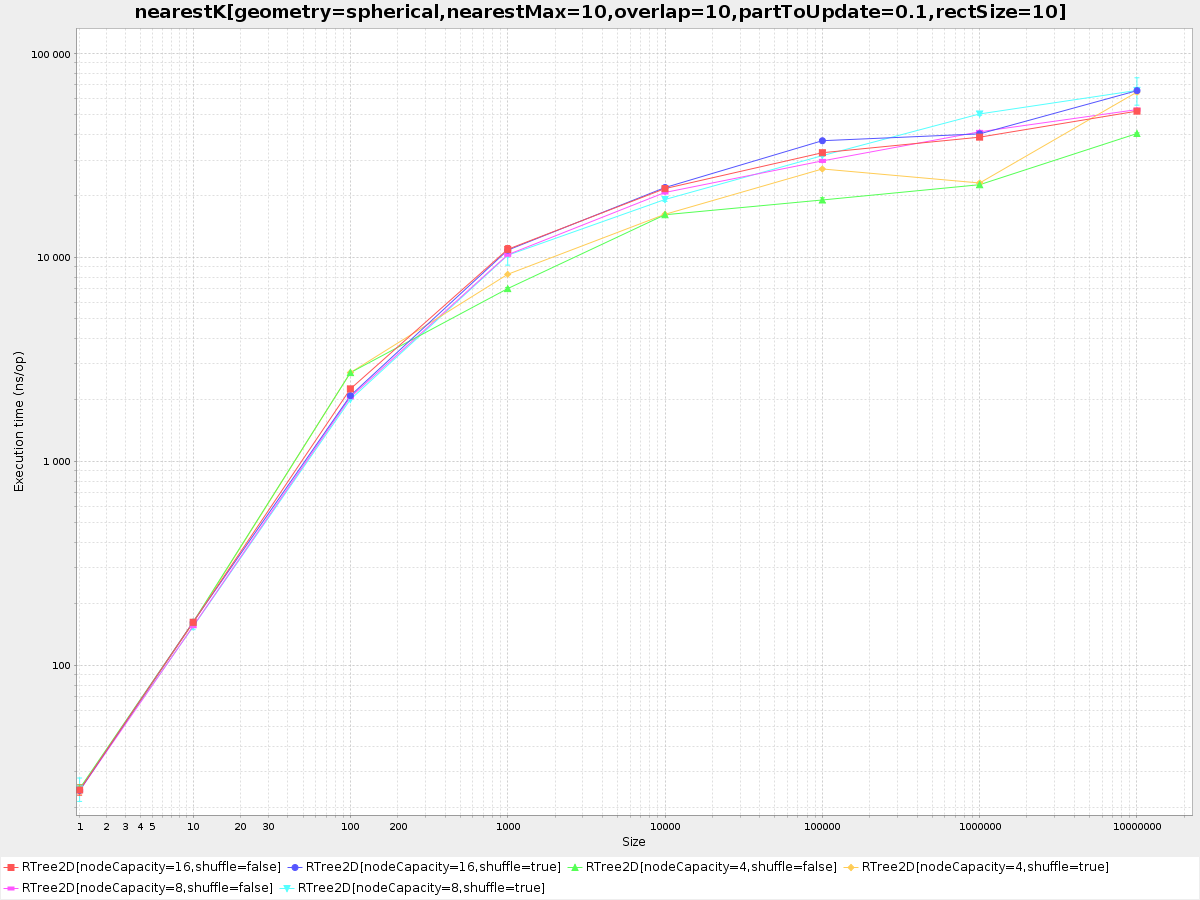 nearestK[geometry=spherical,nearestMax=10,overlap=10,partToUpdate=0.1,rectSize=10]
100 000
10 000
1 000
100
Execution time (ns/op)
1 2 3 4 5 10 20 30 100 200 1000 10000 100000 1000000 10000000
Size
RTree2D[nodeCapacity=16,shuffle=false] RTree2D[nodeCapacity=16,shuffle=true] RTree2D[nodeCapacity=4,shuffle=false] RTree2D[nodeCapacity=4,shuffle=true]
RTree2D[nodeCapacity=8,shuffle=false] RTree2D[nodeCapacity=8,shuffle=true]